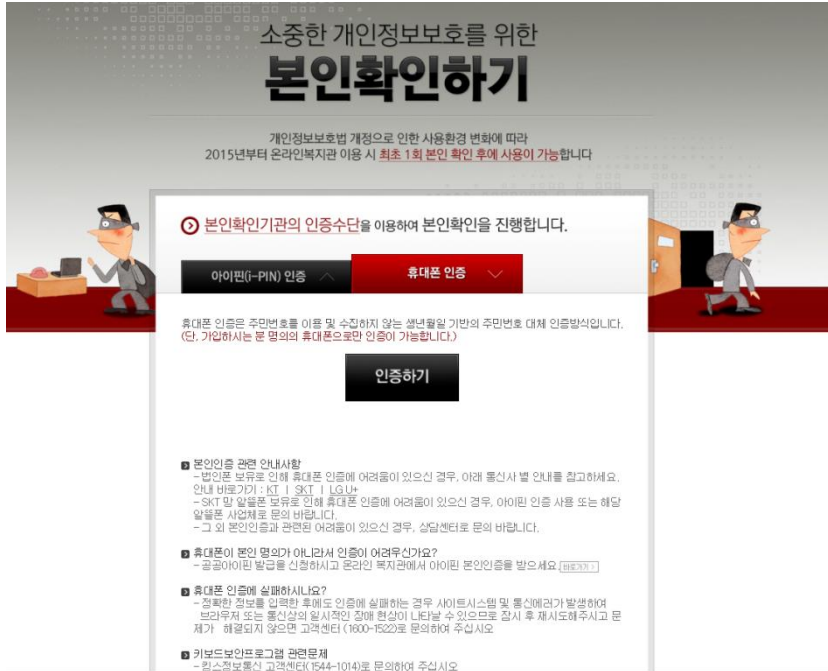 소중한 개인정보보호를 위한
본인확인하기
개인정보보호법 개정으로 인한 사용환경 변화에 따라
2015년부터 온라인복지관 이용 시 최초 1회 본인 확인 후에 사용이 가능합니다
본인확인기관의 인증수단을 이용하여 본인확인을 진행합니다.
아이핀(i-PIN) 인증
휴대폰 인증
휴대폰 인증은 주민번호를 이용 및 수집하지 않는 생년월일 기반의 주민번호 대체 인증방식입니다.
(단, 가입하시는 분 명의의 휴대폰으로만 인증이 가능합니다.)
인증하기
본인인증 관련 안내사항
- 법인폰 보유로 인해 휴대폰 인증에 어려움이 있으신 경우, 아래 통신사 별 안내를 참고하세요.
안내 바로가기 : KT | SKT | LG U+
- SKT 망 알뜰폰 보유로 인해 휴대폰 인증에 어려움이 있으신 경우, 아이핀 인증 사용 또는 해당
알뜰폰 사업체로 문의 바랍니다.
- 그 외 본인인증과 관련된 어려움이 있으신 경우, 상담센터로 문의 바랍니다.
휴대폰이 본인 명의가 아니라서 인증이 어려우신가요?
- 공공아이핀 발급을 신청하시고 온라인 복지관에서 아이핀 본인인증을 받으세요. 바로가기 >
휴대폰 인증에 실패하시나요?
- 정확한 정보를 입력한 후에도 인증에 실패하는 경우 사이트시스템 및 통신에러가 발생하여
브라우저 또는 통신상의 일시적인 장애 현상이 나타날 수 있으므로 잠시 후 재시도해주시고 문
제가 해결되지 않으면 고객센터 (1600-1522)로 문의하여 주십시오
키보드보안프로그램 관련문제
- 킹스정보통신 고객센터(1544-1014)로 문의하여 주십시오